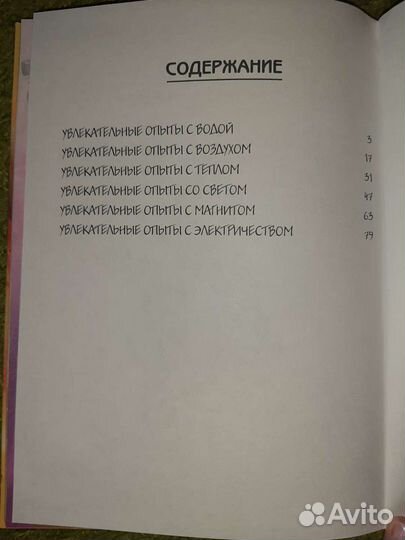 СОДЕРЖАНИЕ
УВЛЕКАТЕЛЬНЫЕ ОПЫТЫ С ВОДОЙ 3
УВЛЕКАТЕЛЬНЫЕ ОПЫТЫ С ВОЗДУХОМ 17
УВЛЕКАТЕЛЬНЫЕ ОПЫТЫ С ТЕПЛОМ 31
УВЛЕКАТЕЛЬНЫЕ ОПЫТЫ СО СВЕТОМ 47
УВЛЕКАТЕЛЬНЫЕ ОПЫТЫ С МАГНИТОМ 63
УВЛЕКАТЕЛЬНЫЕ ОПЫТЫ С ЭЛЕКТРИЧЕСТВОМ 79
Avito